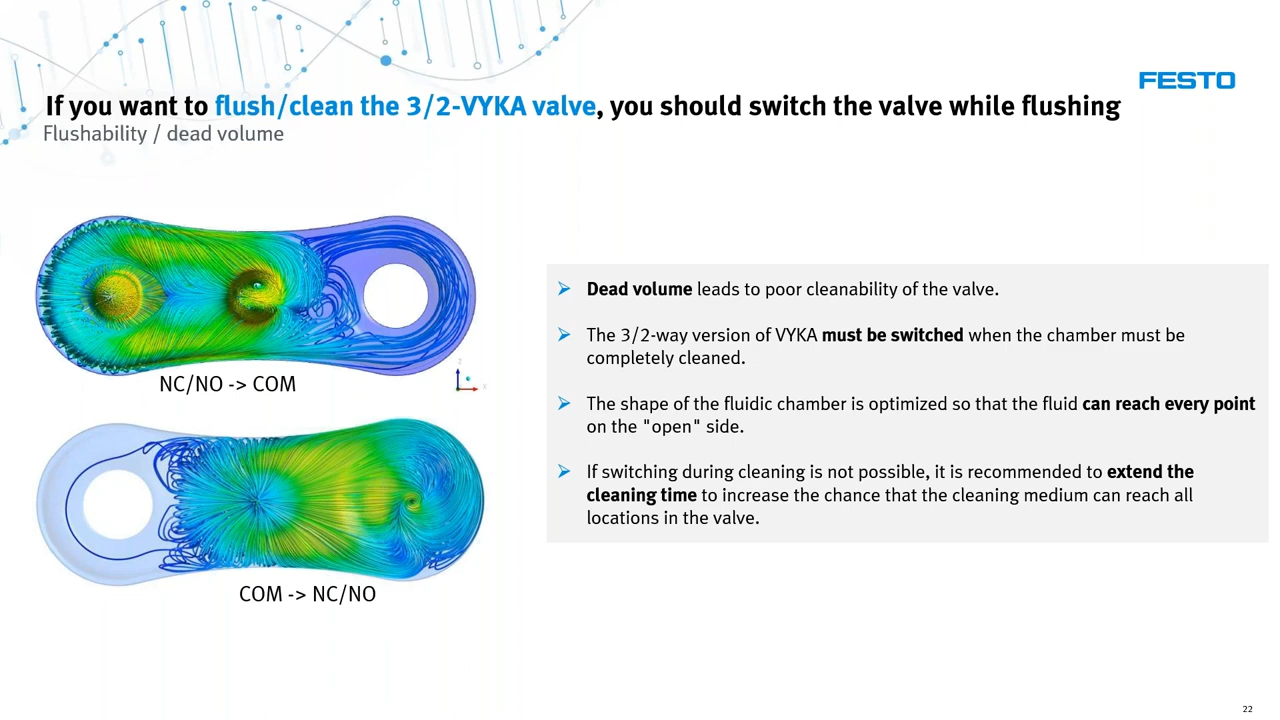 FESTO
If you want to flush/clean the 3/2-VYKA valve, you should switch the valve while flushing
Flushability / dead volume
NC/NO -> COM
COM -> NC/NO
➢ Dead volume leads to poor cleanability of the valve.
➢ The 3/2-way version of VYKA must be switched when the chamber must be
completely cleaned.
➢ The shape of the fluidic chamber is optimized so that the fluid can reach every point
on the "open" side.
➢ If switching during cleaning is not possible, it is recommended to extend the
cleaning time to increase the chance that the cleaning medium can reach all
locations in the valve.
22